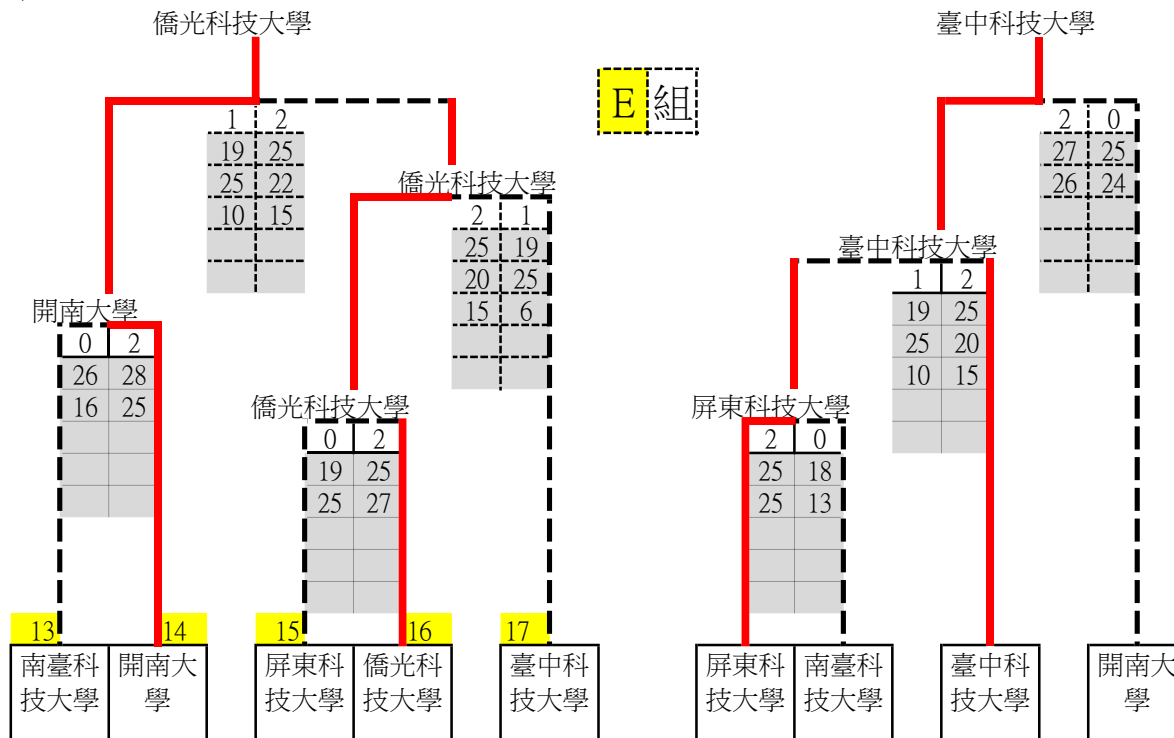 僑光科技大學
臺中科技大學
E 組
1 2
19 25
25 22
10 15
2 0
27 25
26 24
僑光科技大學
2 1
25 19
20 25
15 6
臺中科技大學
1 2
19 25
25 20
10 15
開南大學
0 2
26 28
16 25
僑光科技大學
0 2
19 25
25 27
屏東科技大學
2 0
25 18
25 13
13 14 15 16 17
南臺科
技大學
開南大
學
屏東科
技大學
僑光科
技大學
臺中科
技大學
屏東科
技大學
南臺科
技大學
臺中科
技大學
開南大
學